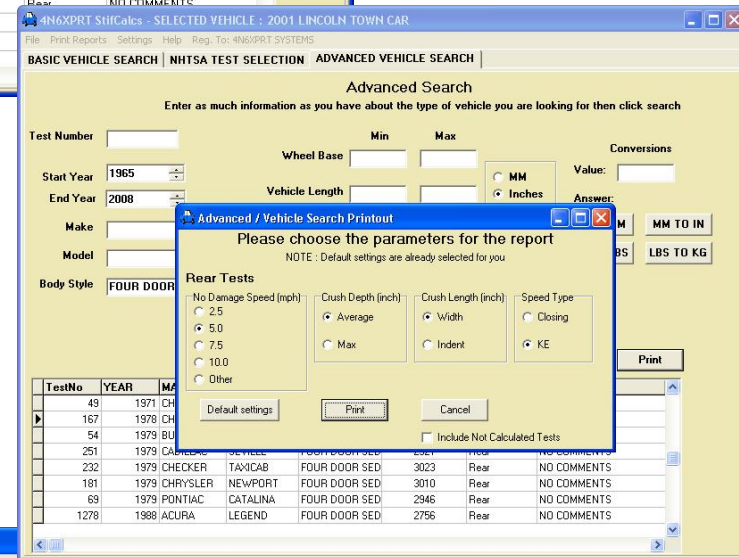 Rear NO COMMENTS
4N6XPRT StifCalcs - SELECTED VEHICLE : 2001 LINCOLN TOWN CAR
File Print Reports Settings Help Reg. To: 4N6XPRT SYSTEMS
BASIC VEHICLE SEARCH NHTSA TEST SELECTION ADVANCED VEHICLE SEARCH
Advanced Search
Enter as much information as you have about the type of vehicle you are looking for then click search
Test Number
Min Max
Wheel Base
Conversions
Start Year 1965
MM
Value:
End Year 2008
Vehicle Length
Inches
Answer:
Make
MM TO IN
Model
LBS TO KG
Body Style FOUR DOOR
Advanced / Vehicle Search Printout
Please choose the parameters for the report
NOTE : Default settings are already selected for you
Rear Tests
No Damage Speed (mph) Crush Depth (inch) Crush Length (inch) Speed Type
2.5
5.0
7.5
10.0
Other
Average
Max
Width
Indent
Closing
KE
Default settings Print Cancel
Include Not Calculated Tests
Print
TestNo YEAR
49 1971
167 1978
54 1979
251 1979 CADILLAC SEVILLE FOUR DOOR SED Rear NO COMMENTS
232 1979 CHECKER TAXICAB FOUR DOOR SED 3023 Rear NO COMMENTS
181 1979 CHRYSLER NEWPORT FOUR DOOR SED 3010 Rear NO COMMENTS
69 1979 PONTIAC CATALINA FOUR DOOR SED 2946 Rear NO COMMENTS
1278 1988 ACURA LEGEND FOUR DOOR SED 2756 Rear NO COMMENTS